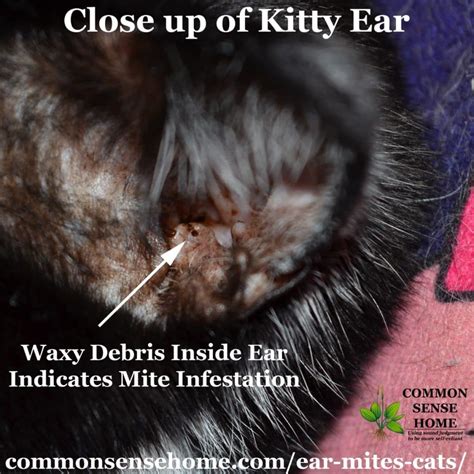 Close up of Kitty Ear
Waxy Debris Inside Ear
Indicates Mite Infestation
COMMON
SENSE
HOME
Using sound judgment
to be more self-reliant
commonsensehome.com/ear-mites-cats/